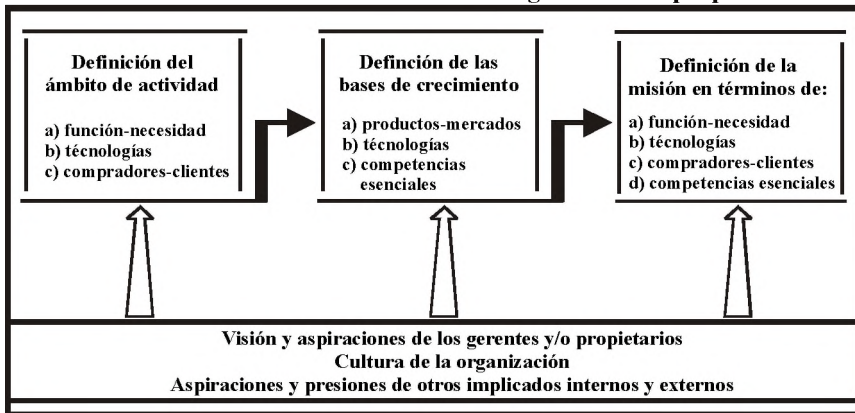 Definición del
ámbito de actividad
a) función-necesidad
b) técnologías
c) compradores-clientes
Definción de las
bases de crecimiento
a) productos-mercados
b) técnologías
c) competencias
esenciales
Definición de la
misión en términos de:
a) función-necesidad
b) técnologías
c) compradores-clientes
d) competencias esenciales
Visión y aspiraciones de los gerentes y/o propietarios
Cultura de la organización
Aspiraciones y presiones de otros implicados internos y externos